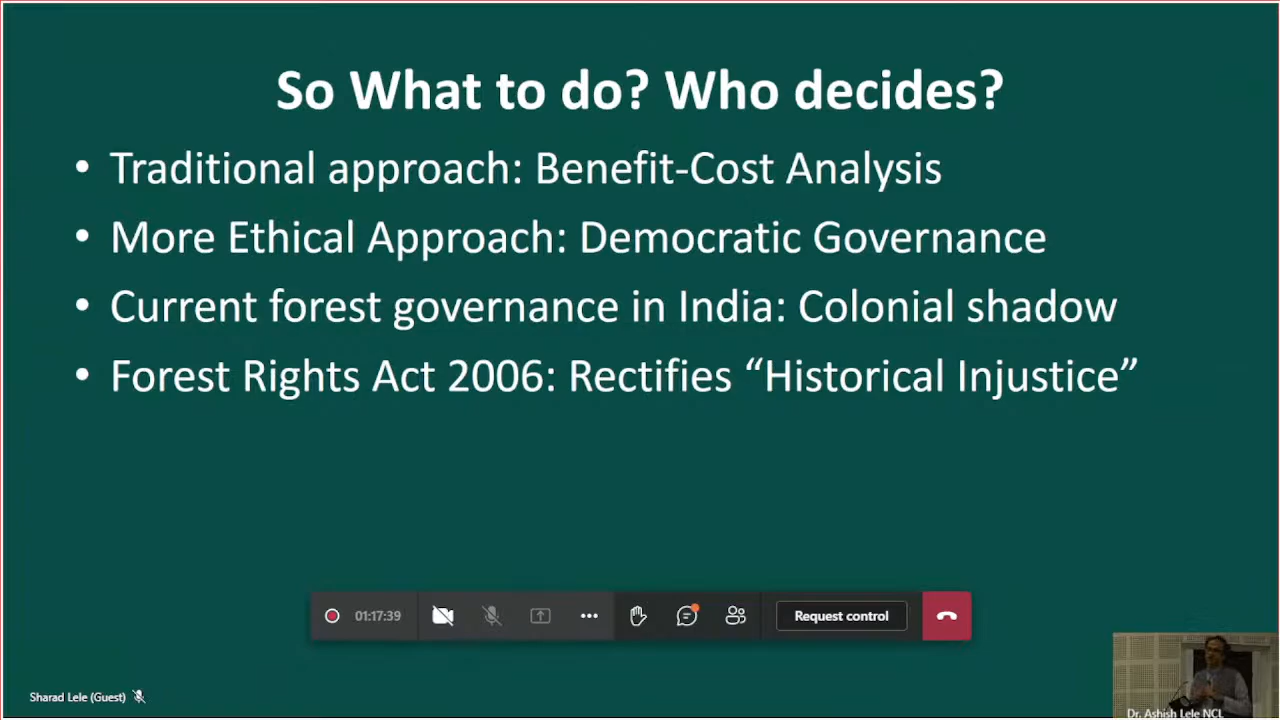 So What to do? Who decides?
• Traditional approach: Benefit-Cost Analysis
• More Ethical Approach: Democratic Governance
• Current forest governance in India: Colonial shadow
• Forest Rights Act 2006: Rectifies “Historical Injustice”
01:17:39
Request control
Sharad Lele (Guest)
Dr. Ashish Lele NCL